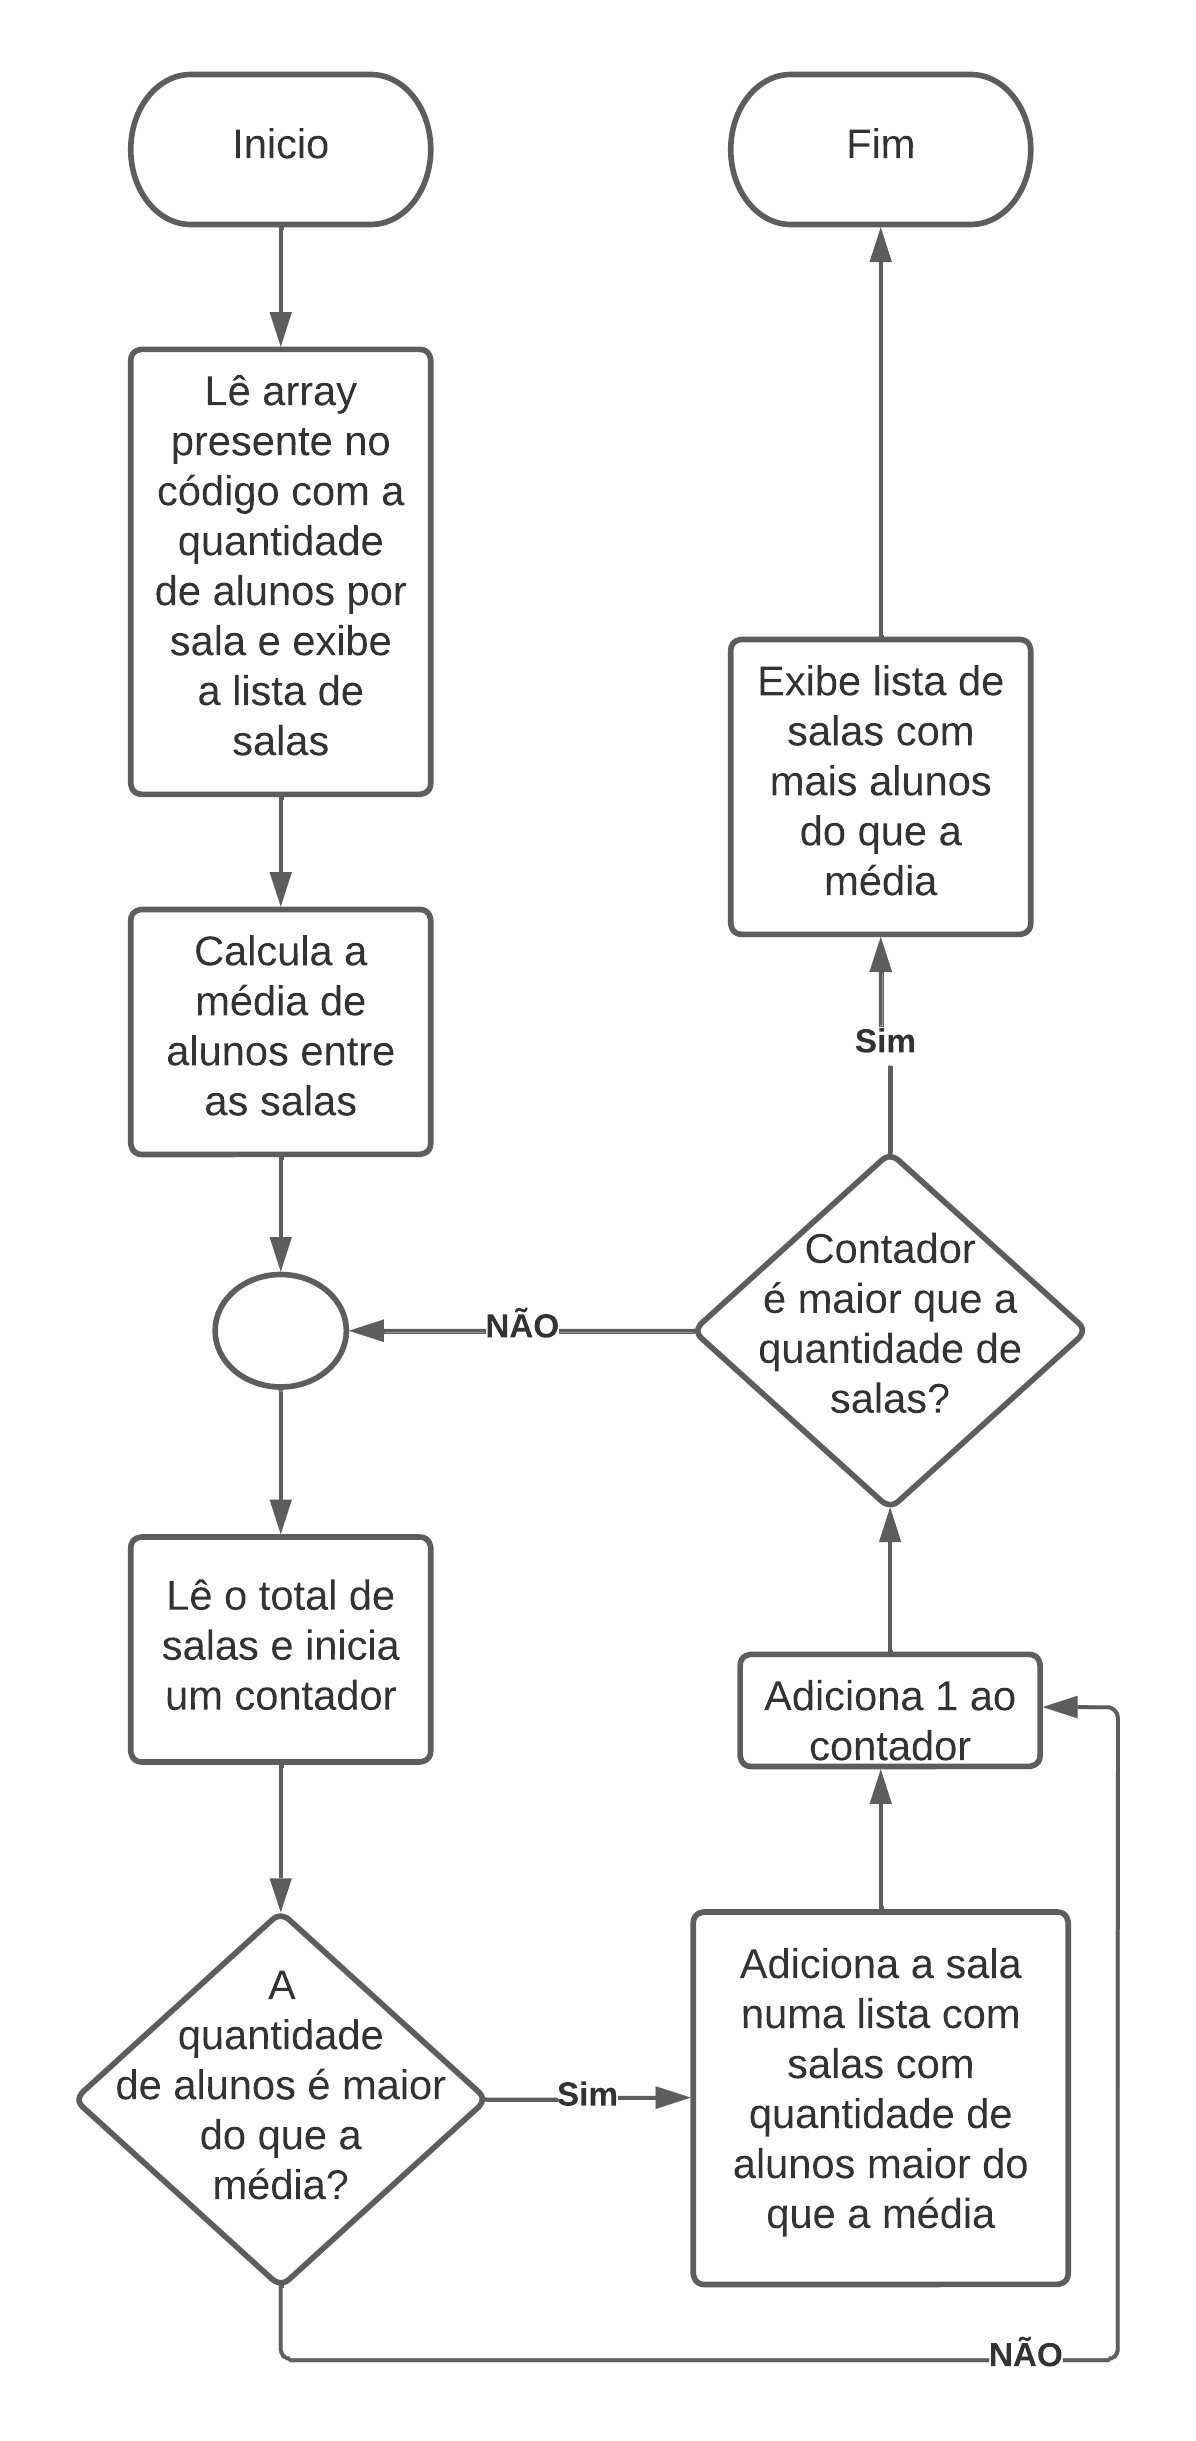 Inicio
Lê array
presente no
código com a
quantidade
de alunos por
sala e exibe
a lista de
salas
Calcula a
média de
alunos entre
as salas
Lê o total de
salas e inicia
um contador
A
quantidade
de alunos é maior
do que a
média?
Sim
NÃO
Adiciona a sala
numa lista com
salas com
quantidade de
alunos maior do
que a média
Adiciona 1 ao
contador
Contador
é maior que a
quantidade de
salas?
NÃO
Sim
Exibe lista de
salas com
mais alunos
do que a
média
Fim